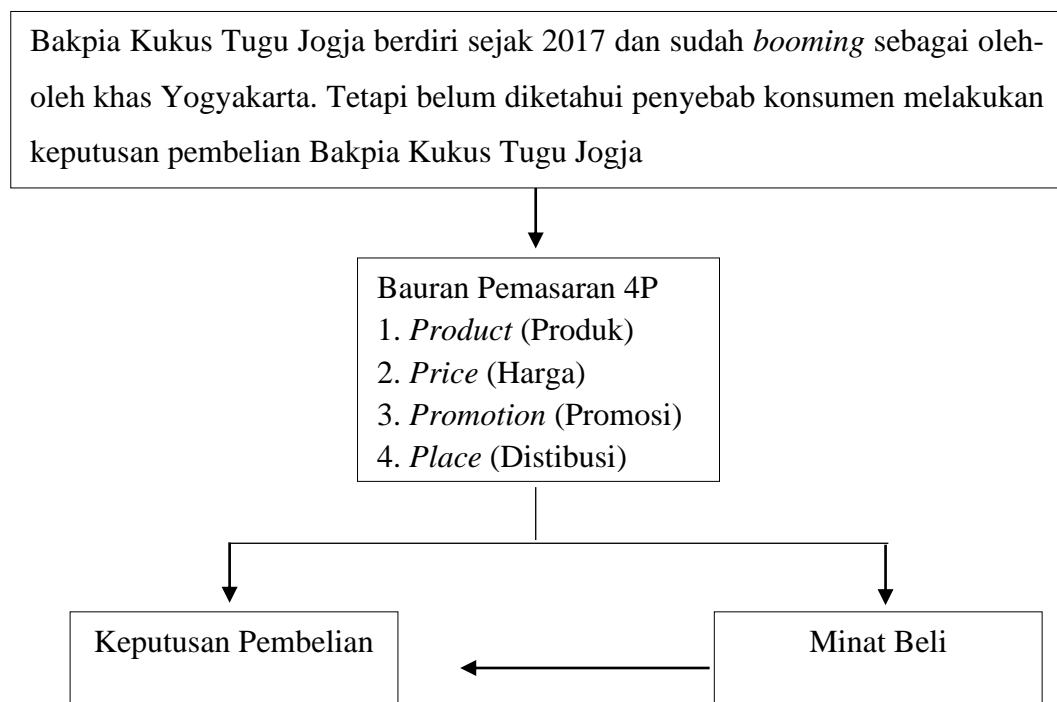 Bakpia Kukus Tugu Jogja berdiri sejak 2017 dan sudah booming sebagai oleh-
oleh khas Yogyakarta. Tetapi belum diketahui penyebab konsumen melakukan
keputusan pembelian Bakpia Kukus Tugu Jogja
Bauran Pemasaran 4P
1. Product (Produk)
2. Price (Harga)
3. Promotion (Promosi)
4. Place (Distibusi)
Keputusan Pembelian
Minat Beli